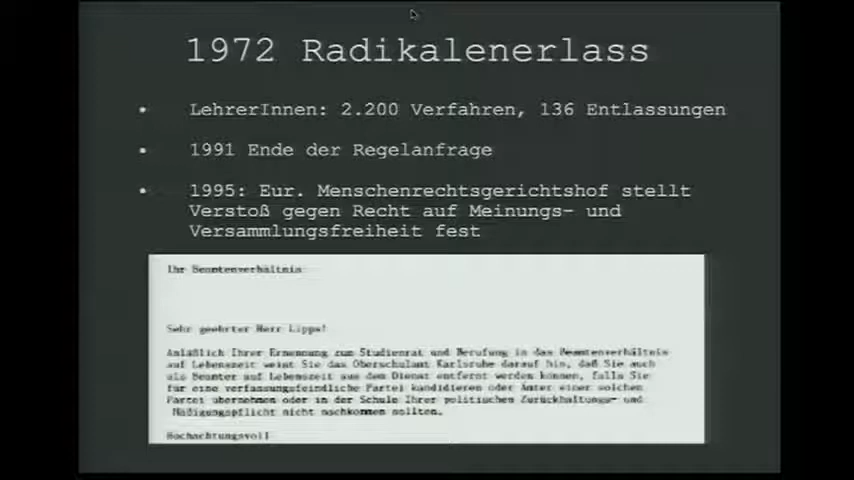 1972 Radikalenerlass
• LehrerInnen: 2.200 Verfahren, 136 Entlassungen
• 1991 Ende der Regelanfrage
• 1995: Eur. Menschenrechtsgerichtshof stellt
Verstoß gegen Recht auf Meinungs- und
Versammlungsfreiheit fest
Ihr Beamtenverhältnis
Sehr geehrter Herr Lipps!
Anläßlich Ihrer Ernennung zum Studienrat und Berufung in das Beamtenverhältnis
auf Lebenszeit weist Sie das Oberschulamt Karlsruhe darauf hin, daß Sie auch
als Beamter auf Lebenszeit aus dem Dienst entfernt werden können, falls Sie
für eine verfassungsfeindliche Partei kandidieren oder Ämter einer solchen
Partei übernehmen oder in der Schule Ihrer politischen Zurückhaltungs- und
Mäßigungspflicht nicht nachkommen sollten.
Hochachtungsvoll